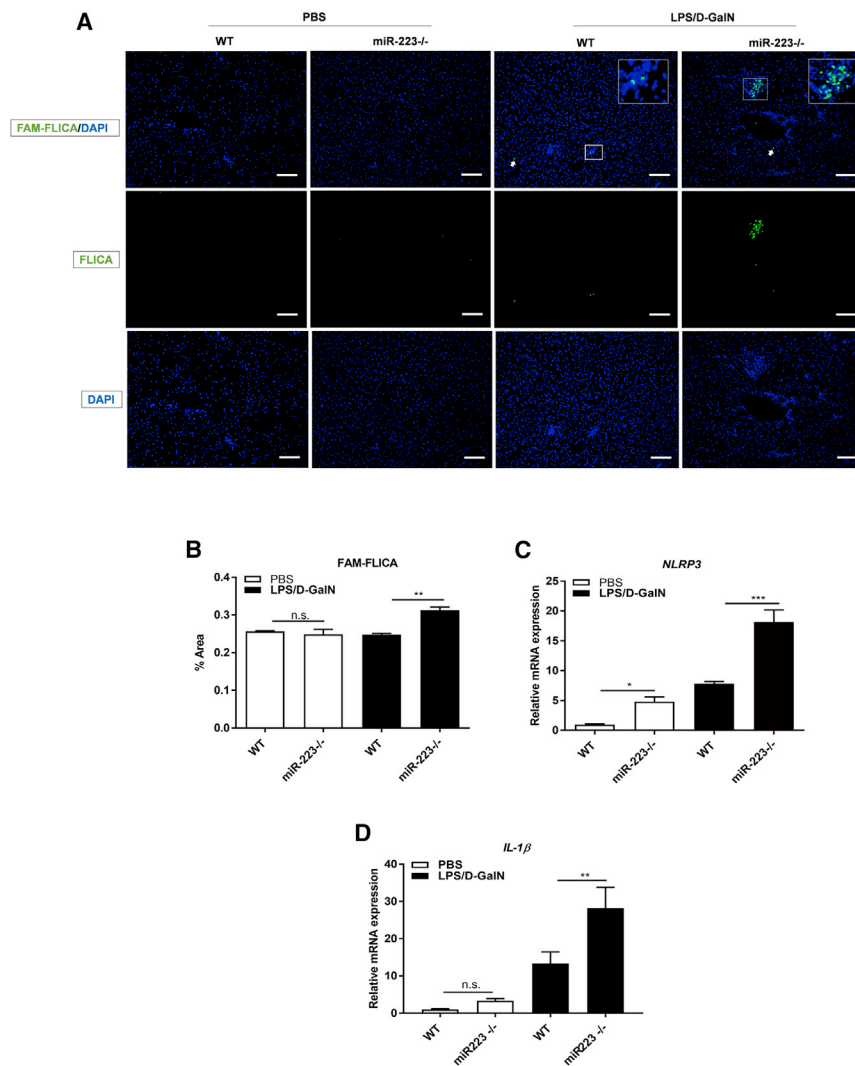 A
PBS
LPS/D-GalN
WT
miR-223-/-
WT
miR-223-/-
FAM-FLICA/DAPI
FLICA
DAPI
B
FAM-FLICA
PBS
LPS/D-GalN
% Area
0.4
0.3
0.2
0.1
0.0
n.s.
**
WT
miR-223-/-
WT
miR-223-/-
C
NLRP3
PBS
LPS/D-GalN
Relative mRNA expression
25
20
15
10
5
0
*
***
WT
miR-223-/-
WT
miR-223-/-
D
IL-1β
PBS
LPS/D-GalN
Relative mRNA expression
40
30
20
10
0
n.s.
**
WT
miR223 -/-
WT
miR223 -/-